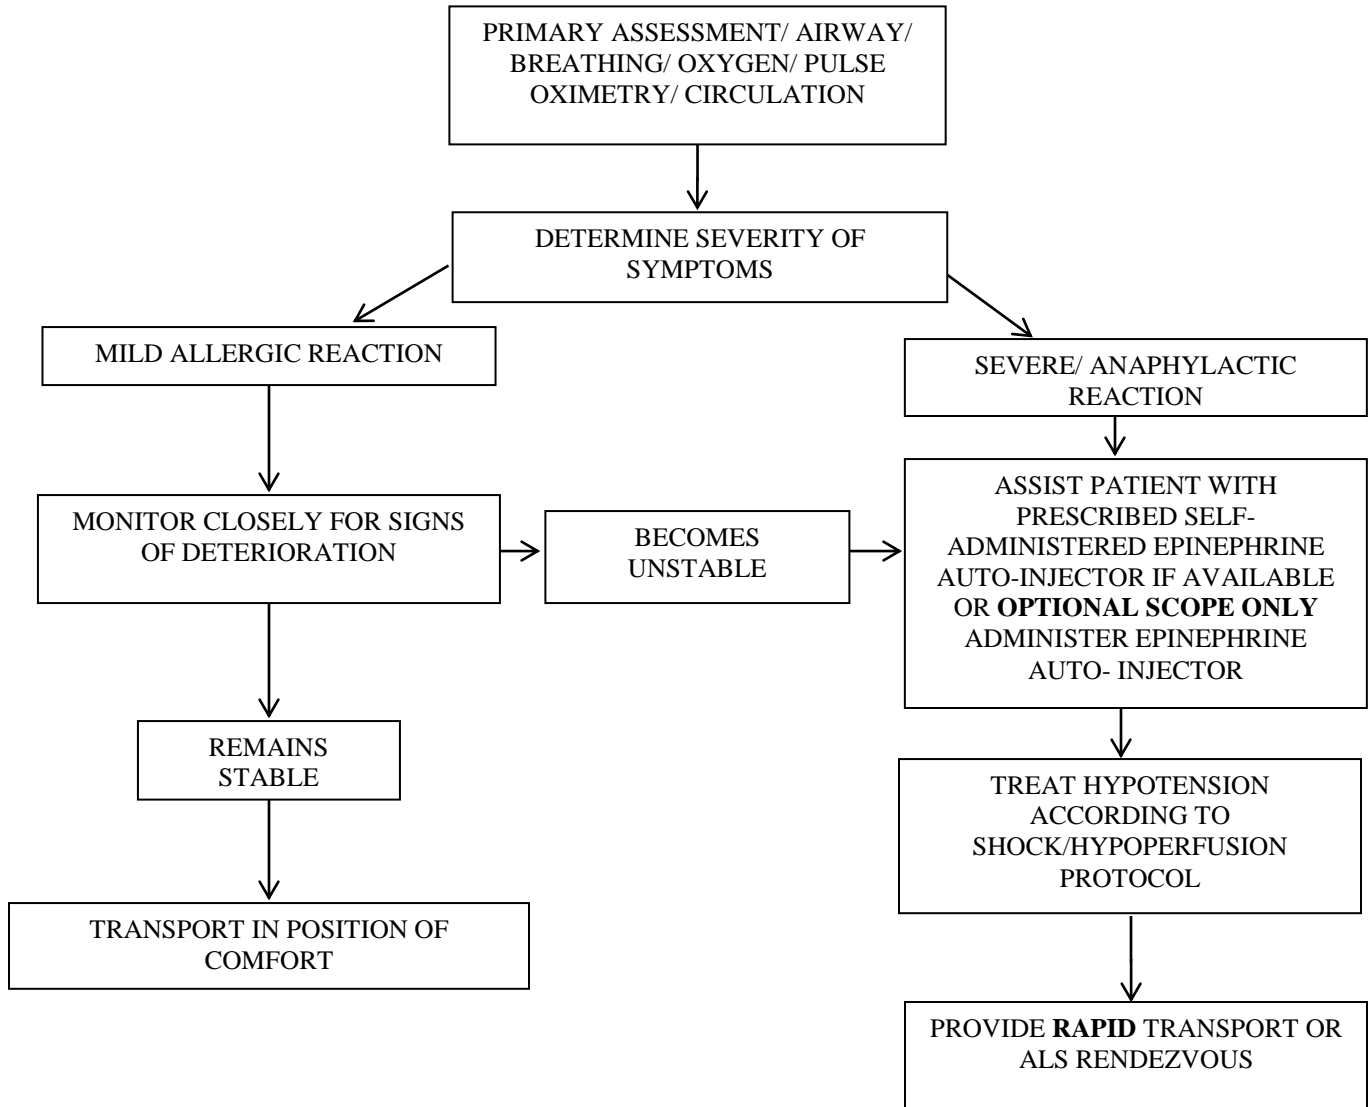 PRIMARY ASSESSMENT/ AIRWAY/
BREATHING/ OXYGEN/ PULSE
OXIMETRY/ CIRCULATION
DETERMINE SEVERITY OF
SYMPTOMS
MILD ALLERGIC REACTION
SEVERE/ ANAPHYLACTIC
REACTION
MONITOR CLOSELY FOR SIGNS
OF DETERIORATION
BECOMES
UNSTABLE
ASSIST PATIENT WITH
PRESCRIBED SELF-
ADMINISTERED EPINEPHRINE
AUTO-INJECTOR IF AVAILABLE
OR OPTIONAL SCOPE ONLY
ADMINISTER EPINEPHRINE
AUTO- INJECTOR
REMAINS
STABLE
TREAT HYPOTENSION
ACCORDING TO
SHOCK/HYPOPERFUSION
PROTOCOL
TRANSPORT IN POSITION OF
COMFORT
PROVIDE RAPID TRANSPORT OR
ALS RENDEZVOUS